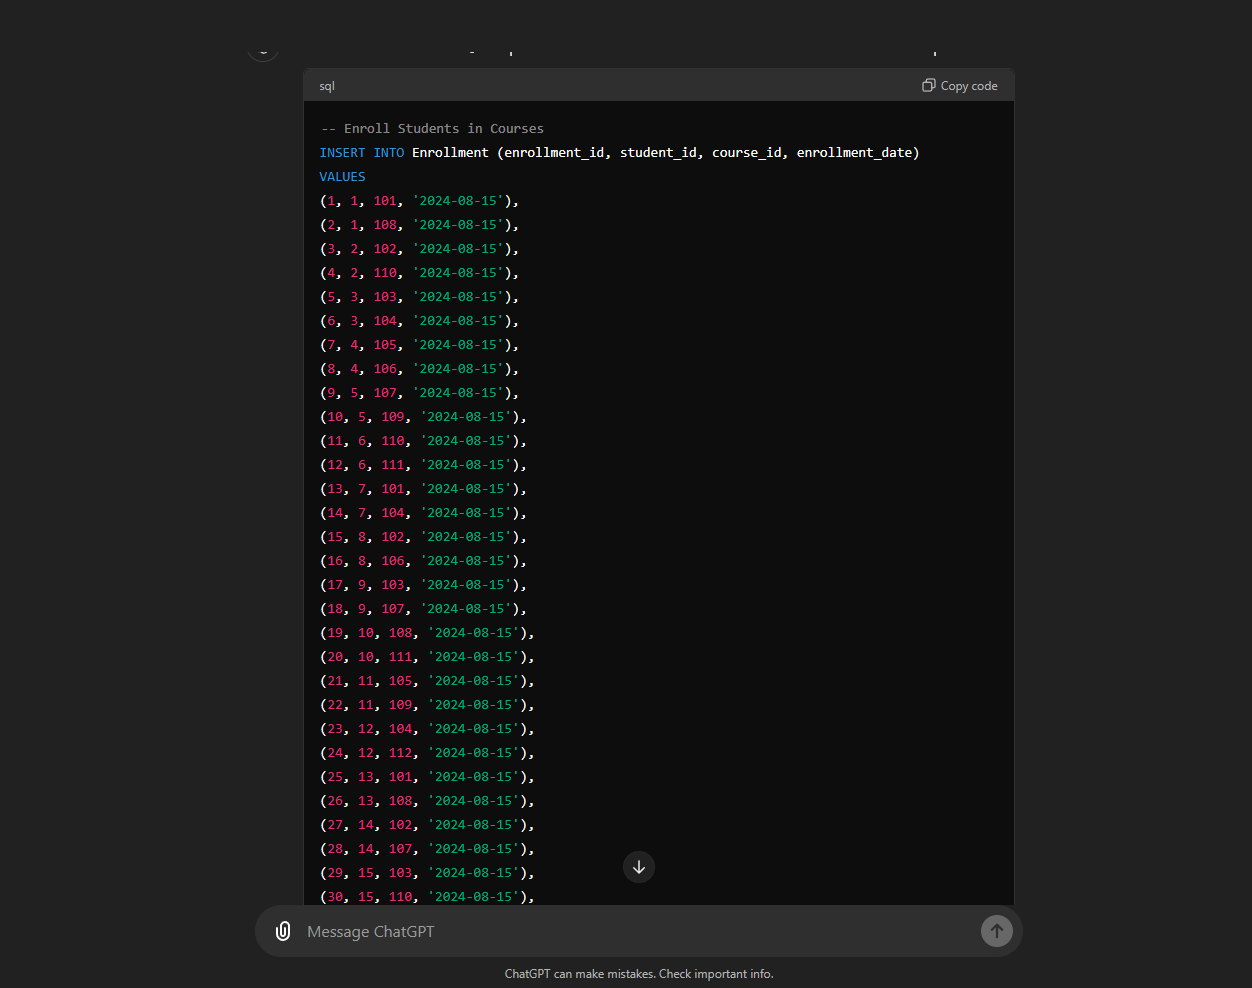 sql
Copy code
-- Enroll Students in Courses
INSERT INTO Enrollment (enrollment_id, student_id, course_id, enrollment_date)
VALUES
(1, 1, 101, '2024-08-15'),
(2, 1, 108, '2024-08-15'),
(3, 2, 102, '2024-08-15'),
(4, 2, 110, '2024-08-15'),
(5, 3, 103, '2024-08-15'),
(6, 3, 104, '2024-08-15'),
(7, 4, 105, '2024-08-15'),
(8, 4, 106, '2024-08-15'),
(9, 5, 107, '2024-08-15'),
(10, 5, 109, '2024-08-15'),
(11, 6, 110, '2024-08-15'),
(12, 6, 111, '2024-08-15'),
(13, 7, 101, '2024-08-15'),
(14, 7, 104, '2024-08-15'),
(15, 8, 102, '2024-08-15'),
(16, 8, 106, '2024-08-15'),
(17, 9, 103, '2024-08-15'),
(18, 9, 107, '2024-08-15'),
(19, 10, 108, '2024-08-15'),
(20, 10, 111, '2024-08-15'),
(21, 11, 105, '2024-08-15'),
(22, 11, 109, '2024-08-15'),
(23, 12, 104, '2024-08-15'),
(24, 12, 112, '2024-08-15'),
(25, 13, 101, '2024-08-15'),
(26, 13, 108, '2024-08-15'),
(27, 14, 102, '2024-08-15'),
(28, 14, 107, '2024-08-15'),
(29, 15, 103, '2024-08-15'),
(30, 15, 110, '2024-08-15'),
Message ChatGPT
ChatGPT can make mistakes. Check important info.